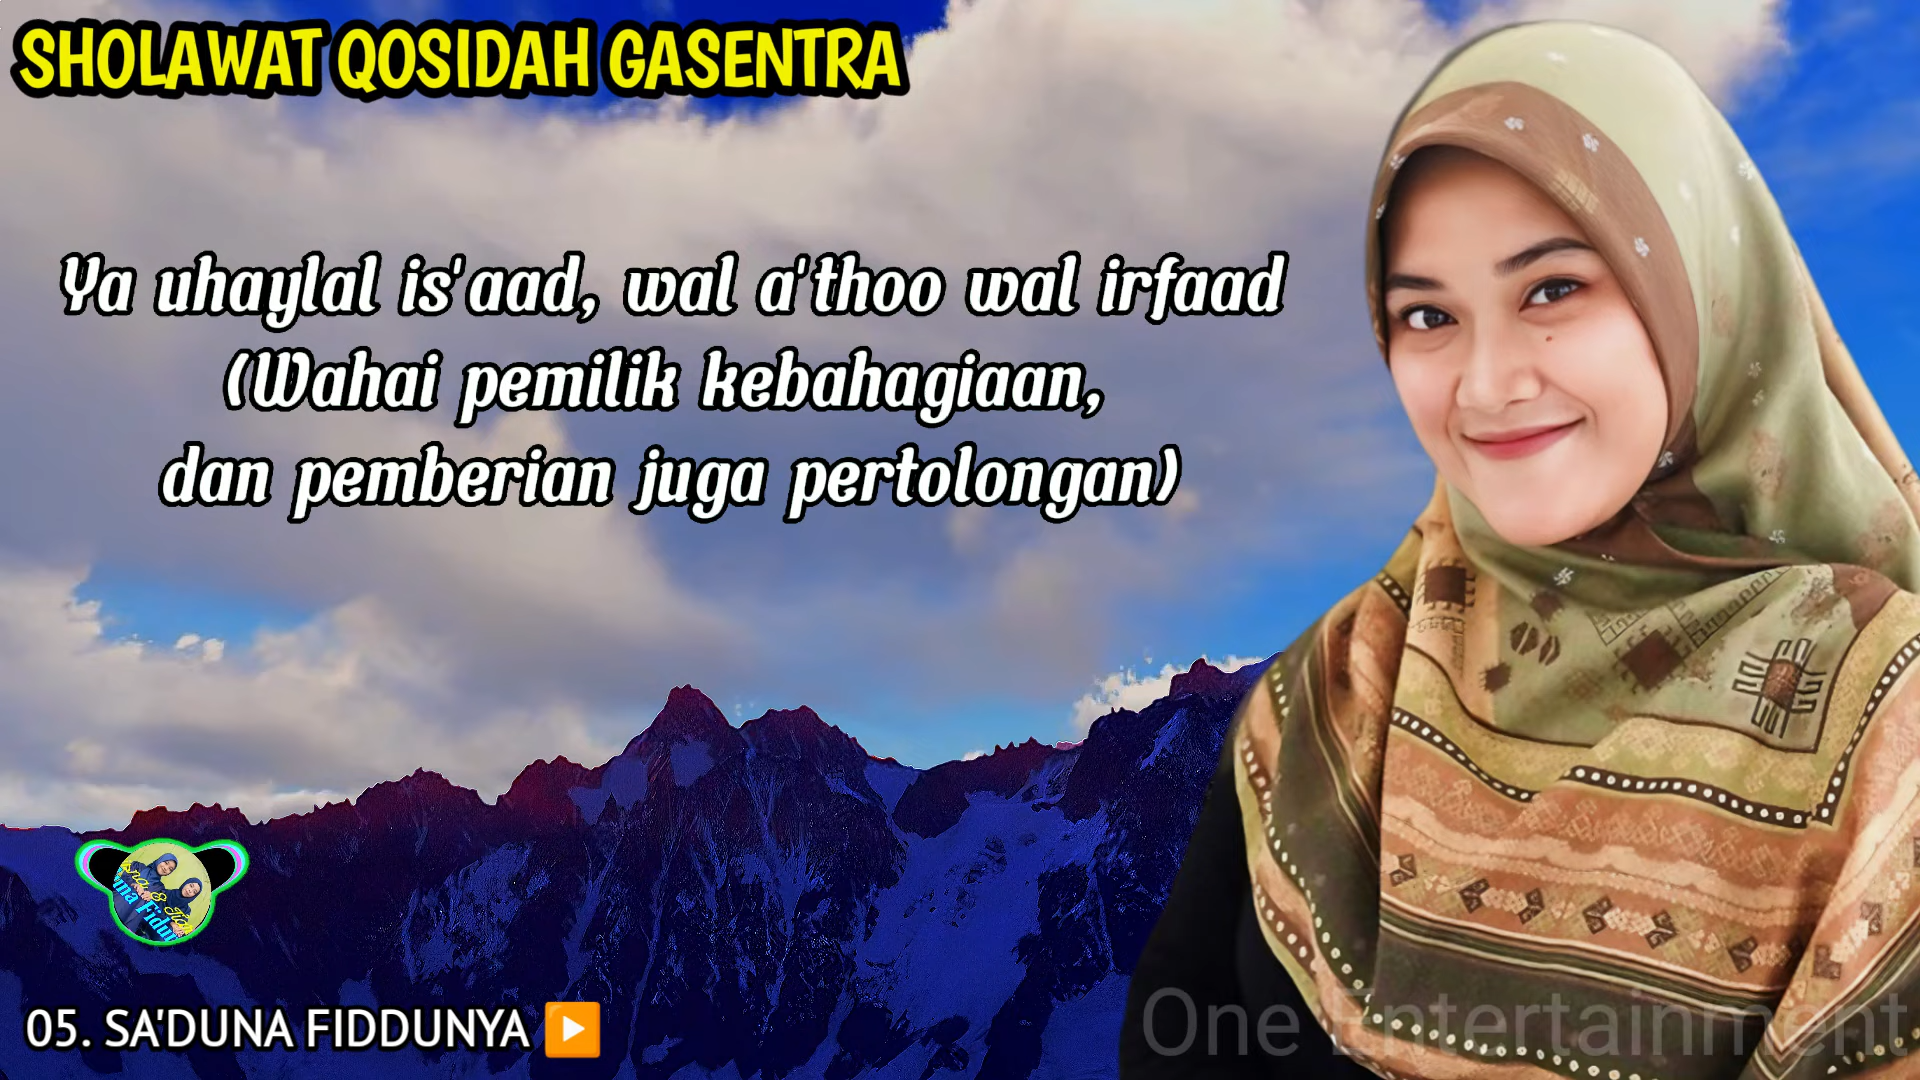 SHOLAWAT QOSIDAH GASENTRA
Ya uhaylal is'aad, wal a'thoo wal irfaad
(Wahai pemilik kebahagiaan,
dan pemberian juga pertolongan)
05. SA'DUNA FIDDUNYA
One Entertainment